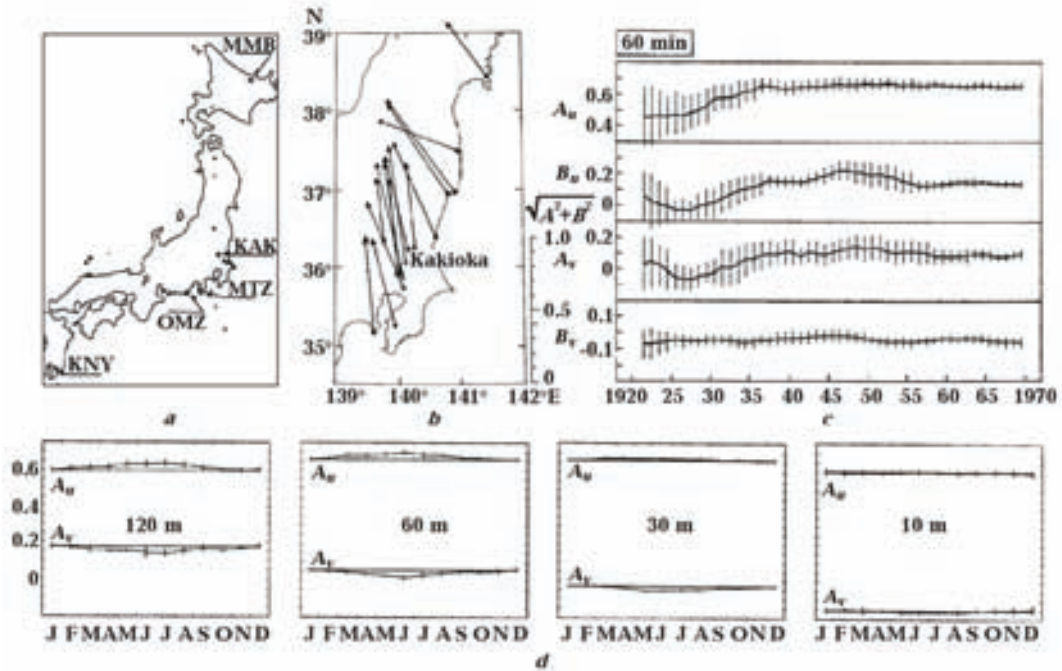 MMB
KAK
MTZ
OMZ
KNY
a
N
39°
38°
37°
36°
35°
139° 140° 141° 142°E
Kakioka
√A²+B²
1.0
0.5
0
b
60 min
Au 0.6
0.4
Bu 0.2
0
Av 0.2
0
Bv 0.1
-0.1
1920 25 30 35 40 45 50 55 60 65 1970
c
0.6
0.4
0.2
0
Au
Av
120 m
J F M A M J J A S O N D
Au
Av
60 m
J F M A M J J A S O N D
Au
Av
30 m
J F M A M J J A S O N D
Au
Av
10 m
J F M A M J J A S O N D
d